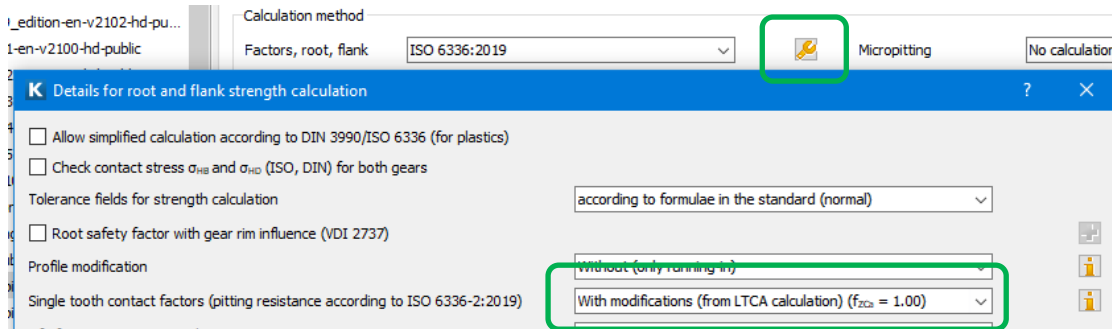 )_edition-en-v2102-hd-pu...
1-en-v2100-hd-public
Calculation method
Factors, root, flank ISO 6336:2019 Micropitting No calculation
K Details for root and flank strength calculation ? ×
Allow simplified calculation according to DIN 3990/ISO 6336 (for plastics)
Check contact stress σHB and σHD (ISO, DIN) for both gears
Tolerance fields for strength calculation according to formulae in the standard (normal)
Root safety factor with gear rim influence (VDI 2737)
Profile modification Without (only running-in)
Single tooth contact factors (pitting resistance according to ISO 6336-2:2019) With modifications (from LTCA calculation) (fZCa = 1.00)